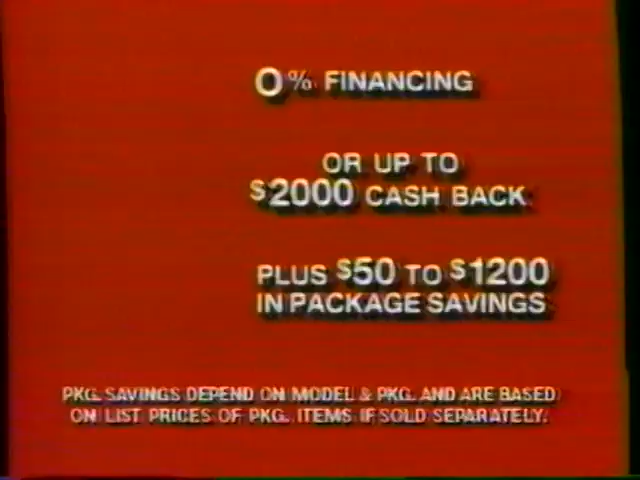 0% FINANCING
OR UP TO
$2000 CASH BACK
PLUS $50 TO $1200
IN PACKAGE SAVINGS
PKG. SAVINGS DEPEND ON MODEL & PKG. AND ARE BASED
ON LIST PRICES OF PKG. ITEMS IF SOLD SEPARATELY.